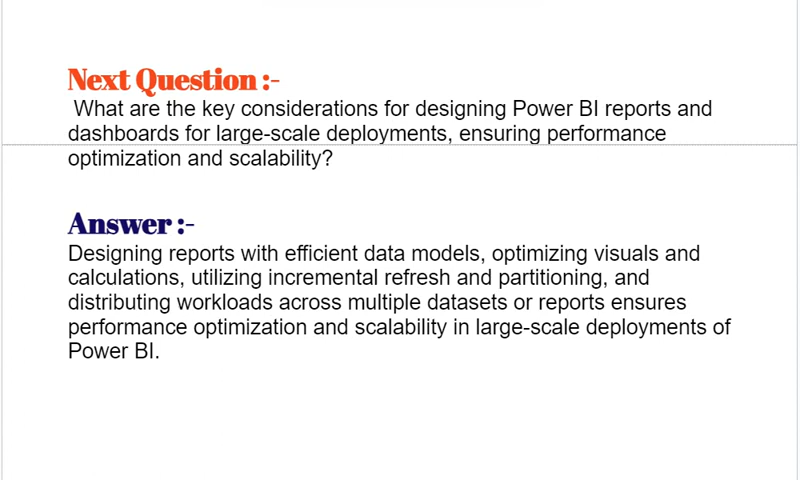 Next Question :-
What are the key considerations for designing Power BI reports and
dashboards for large-scale deployments, ensuring performance
optimization and scalability?
Answer :-
Designing reports with efficient data models, optimizing visuals and
calculations, utilizing incremental refresh and partitioning, and
distributing workloads across multiple datasets or reports ensures
performance optimization and scalability in large-scale deployments of
Power BI.